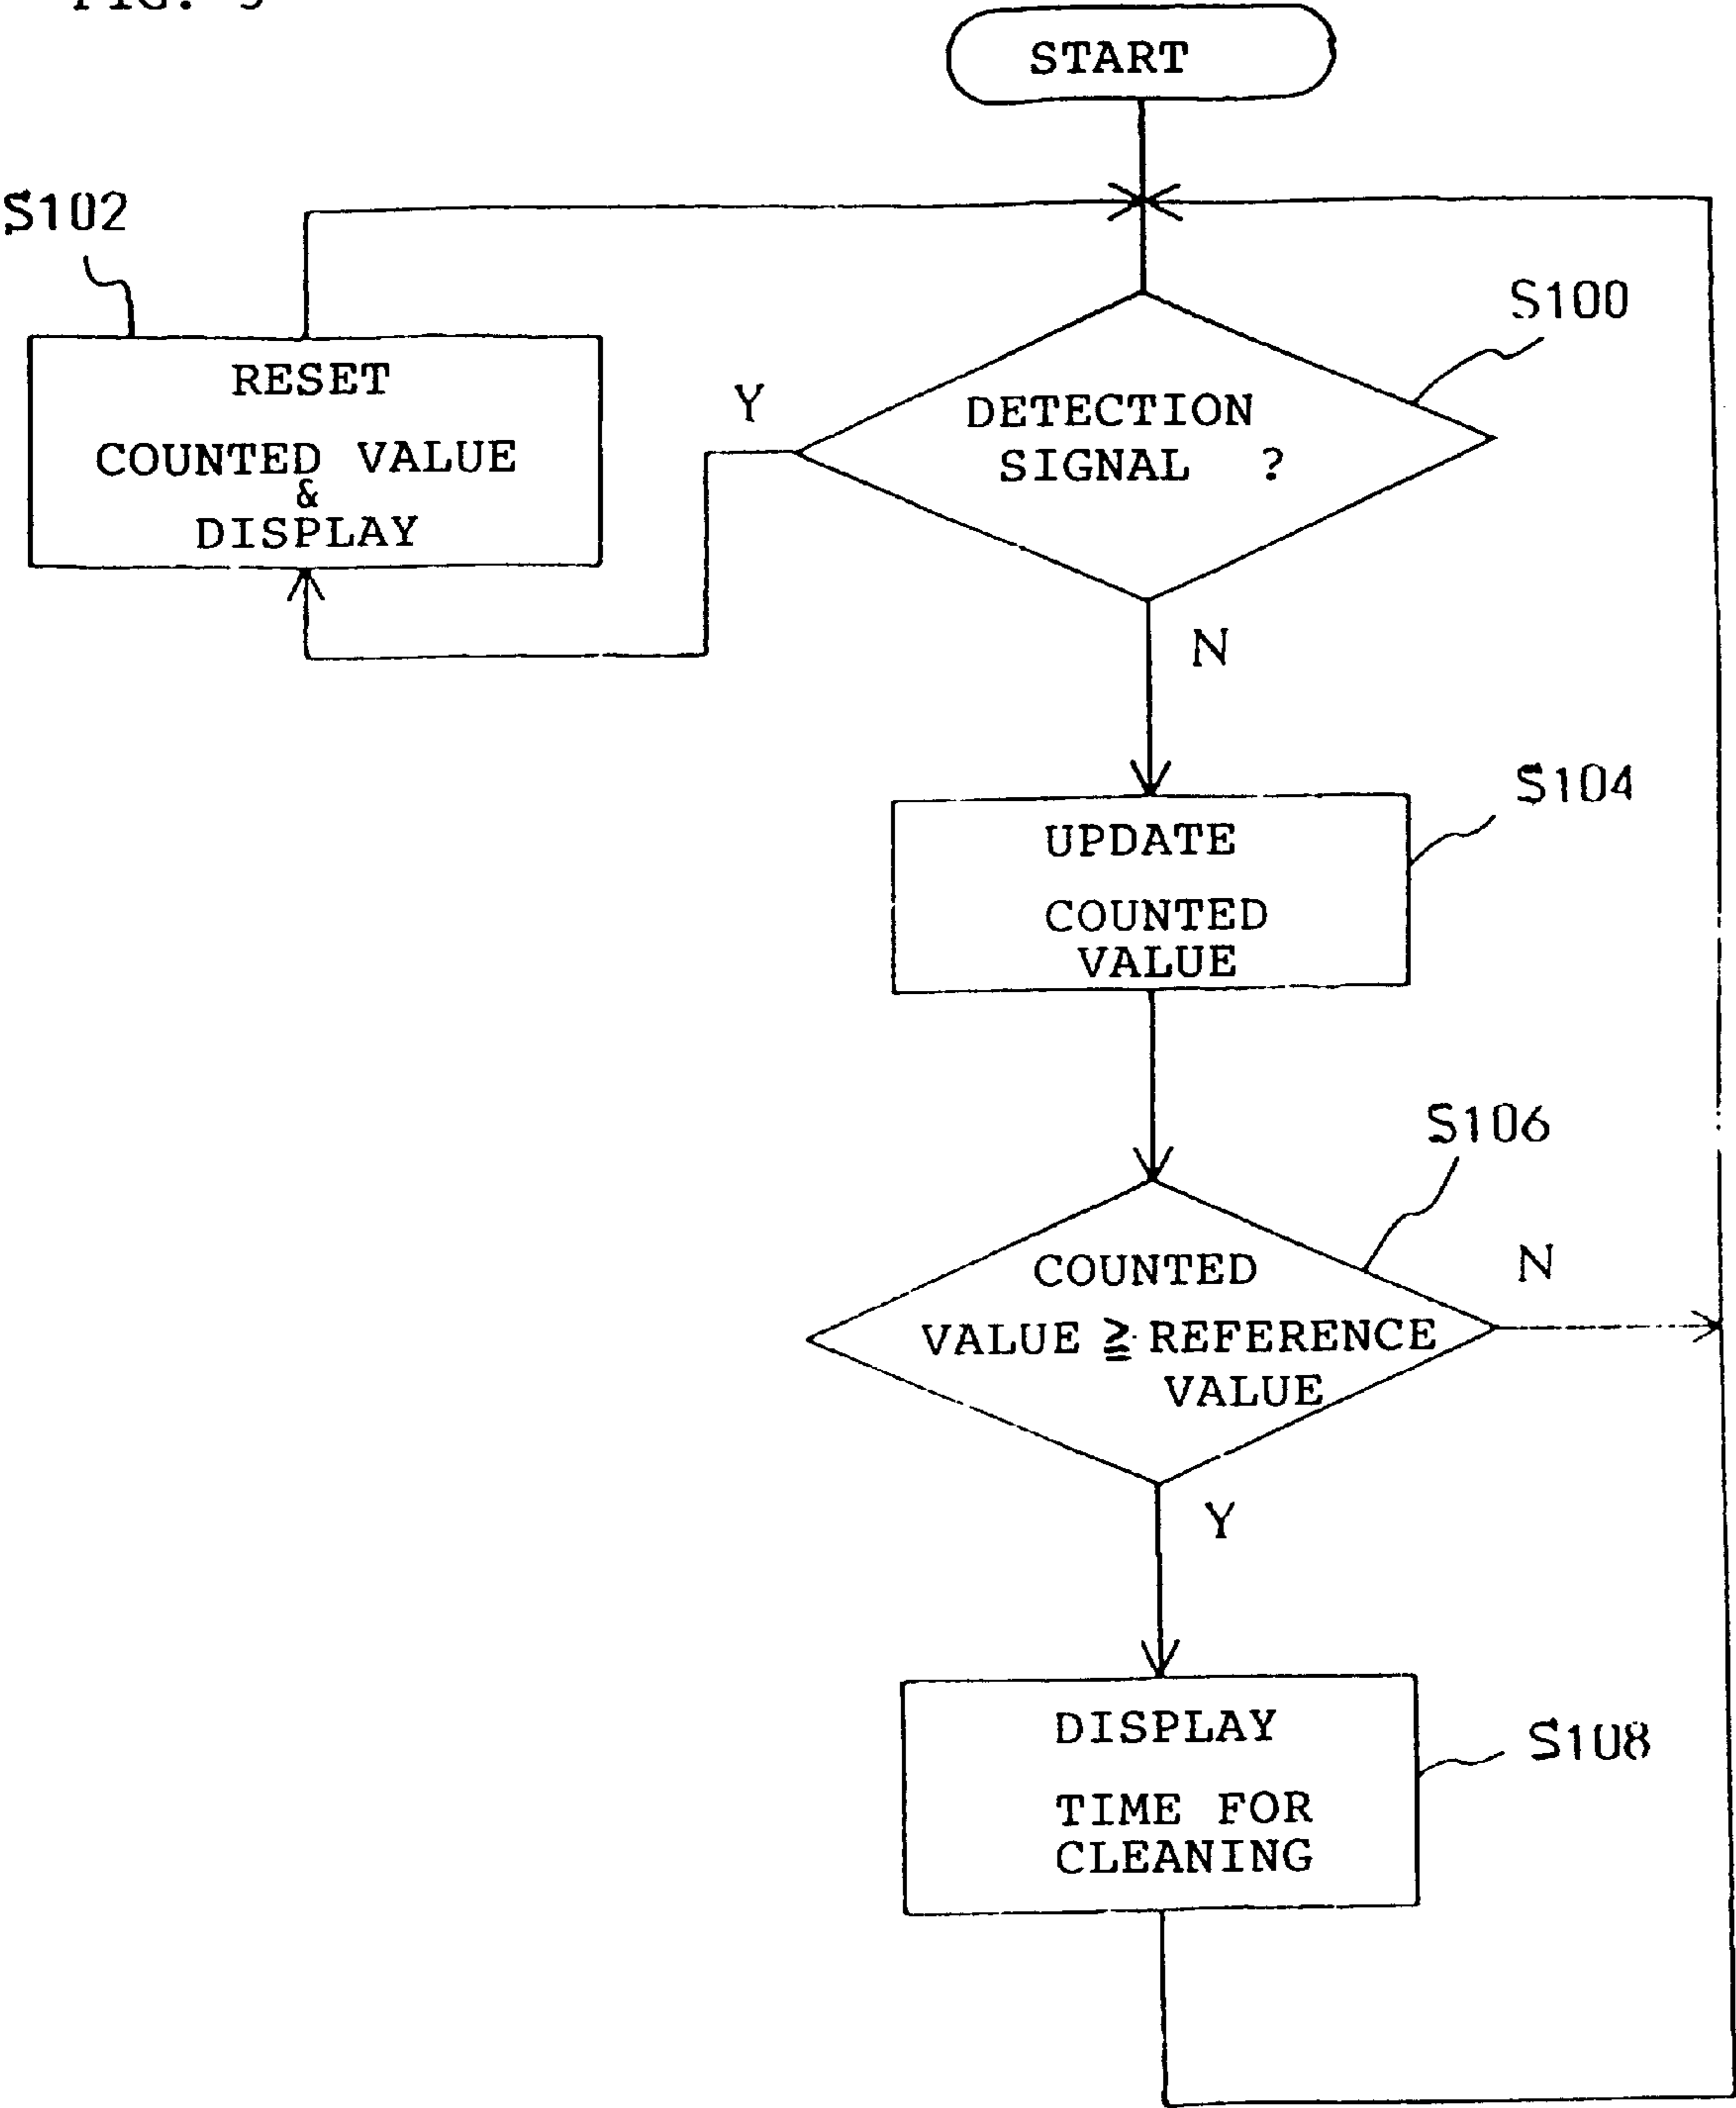 START
S102
S100
RESET
COUNTED VALUE
&
DISPLAY
Y
DETECTION
SIGNAL ?
N
S104
UPDATE
COUNTED
VALUE
S106
COUNTED
VALUE ≧ REFERENCE
VALUE
N
Y
DISPLAY
TIME FOR
CLEANING
S108